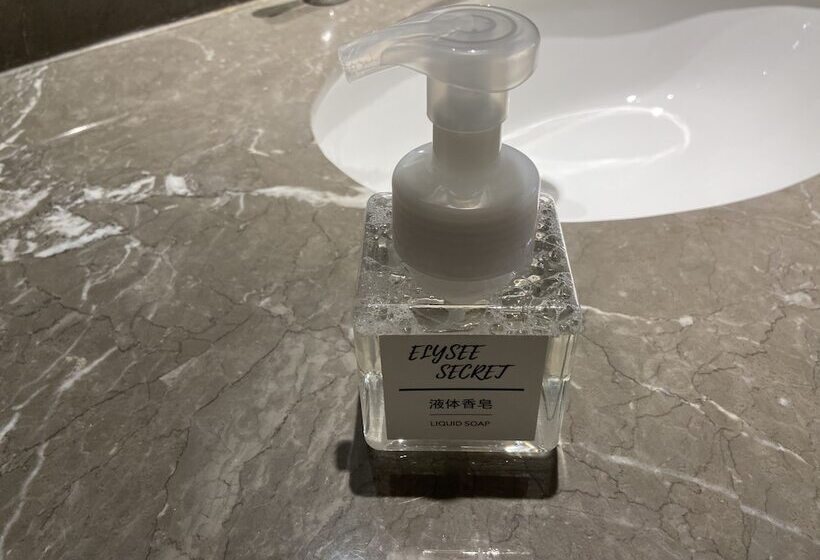 ELYSEE
SECRET
液体香皂
LIQUID SOAP